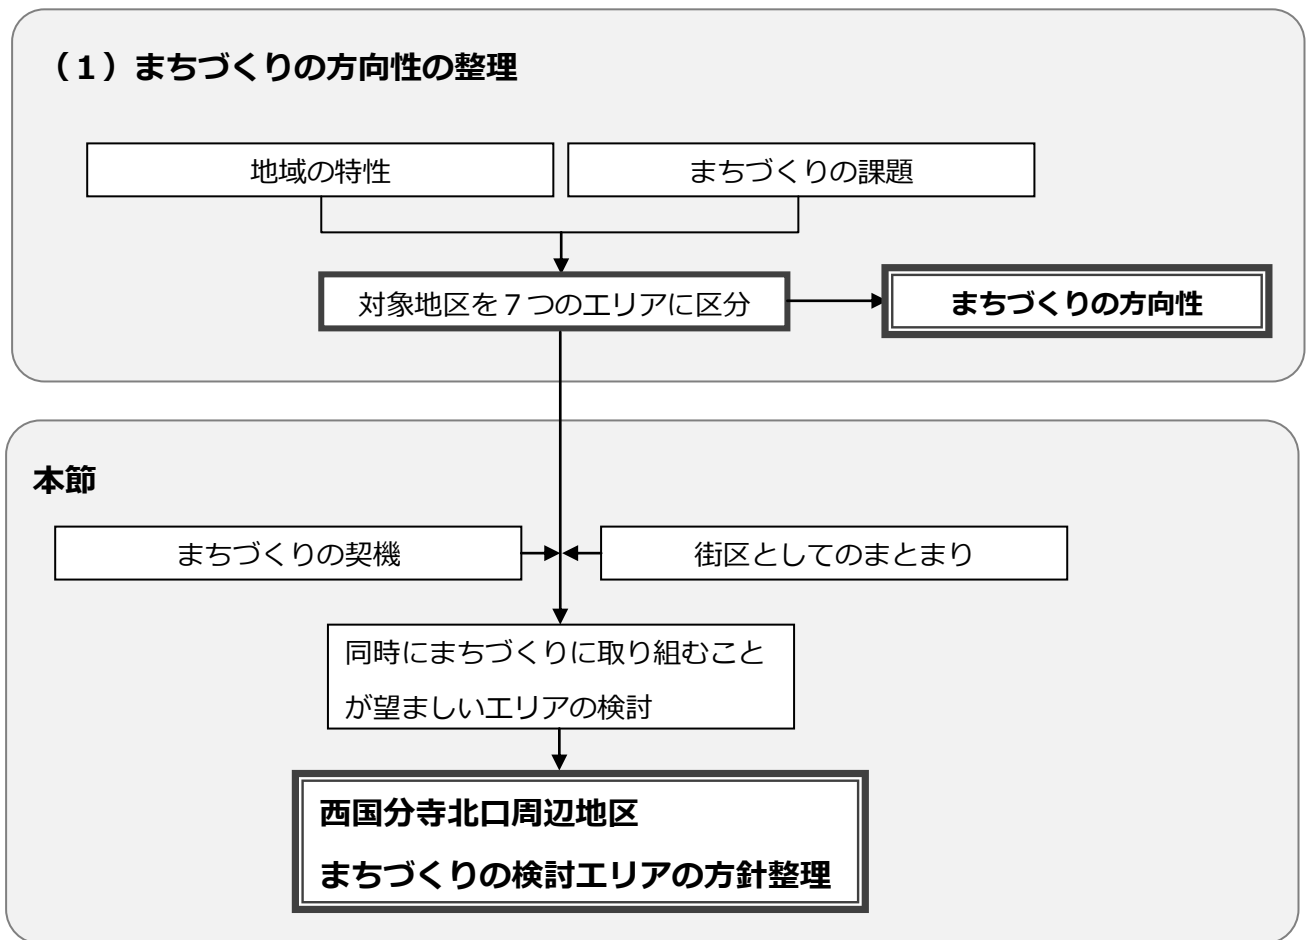 （１）まちづくりの方向性の整理
地域の特性
まちづくりの課題
対象地区を７つのエリアに区分
まちづくりの方向性
本節
まちづくりの契機
街区としてのまとまり
同時にまちづくりに取り組むこと
が望ましいエリアの検討
西国分寺北口周辺地区
まちづくりの検討エリアの方針整理